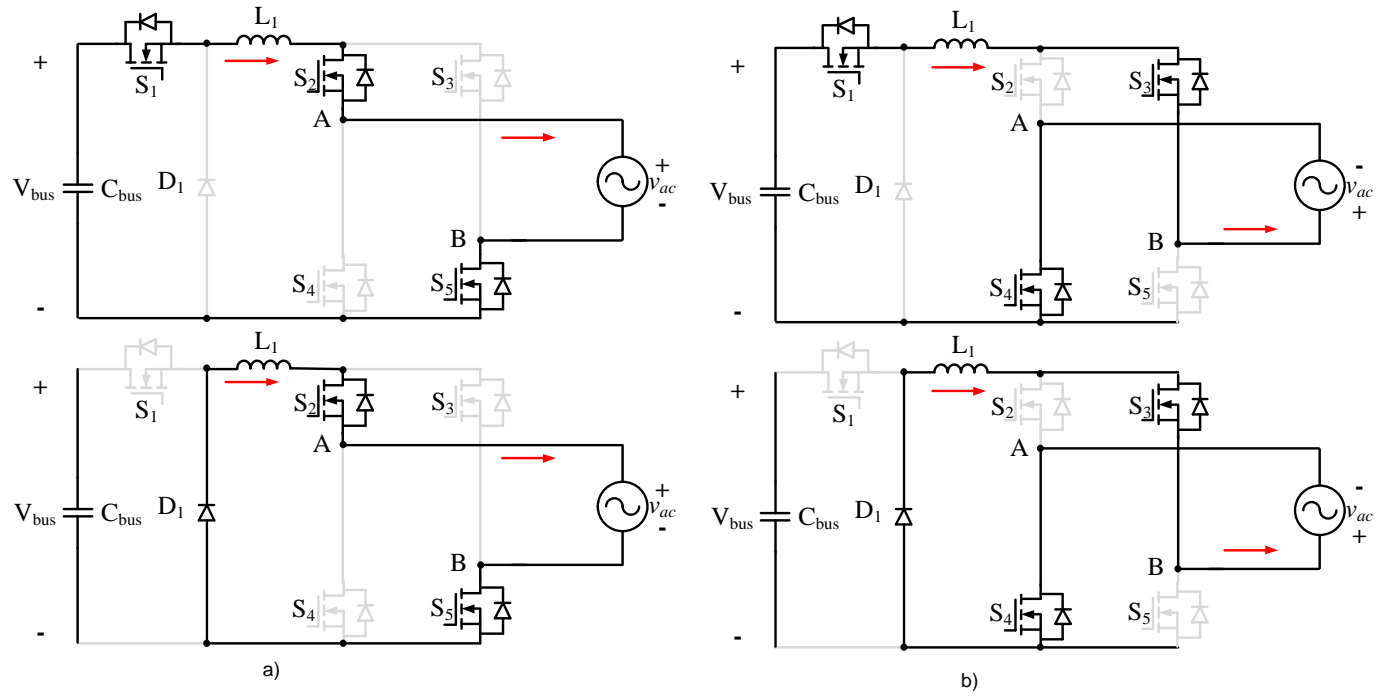 L1
+
S1
S2
S3
A
Vbus
Cbus
D1
+
vac
-
B
S4
S5
-
L1
+
S1
S2
S3
A
Vbus
Cbus
D1
-
vac
+
B
S4
S5
-
L1
+
S1
S2
S3
A
Vbus
Cbus
D1
+
vac
-
B
S4
S5
-
a)
L1
+
S1
S2
S3
A
Vbus
Cbus
D1
-
vac
+
B
S4
S5
-
b)